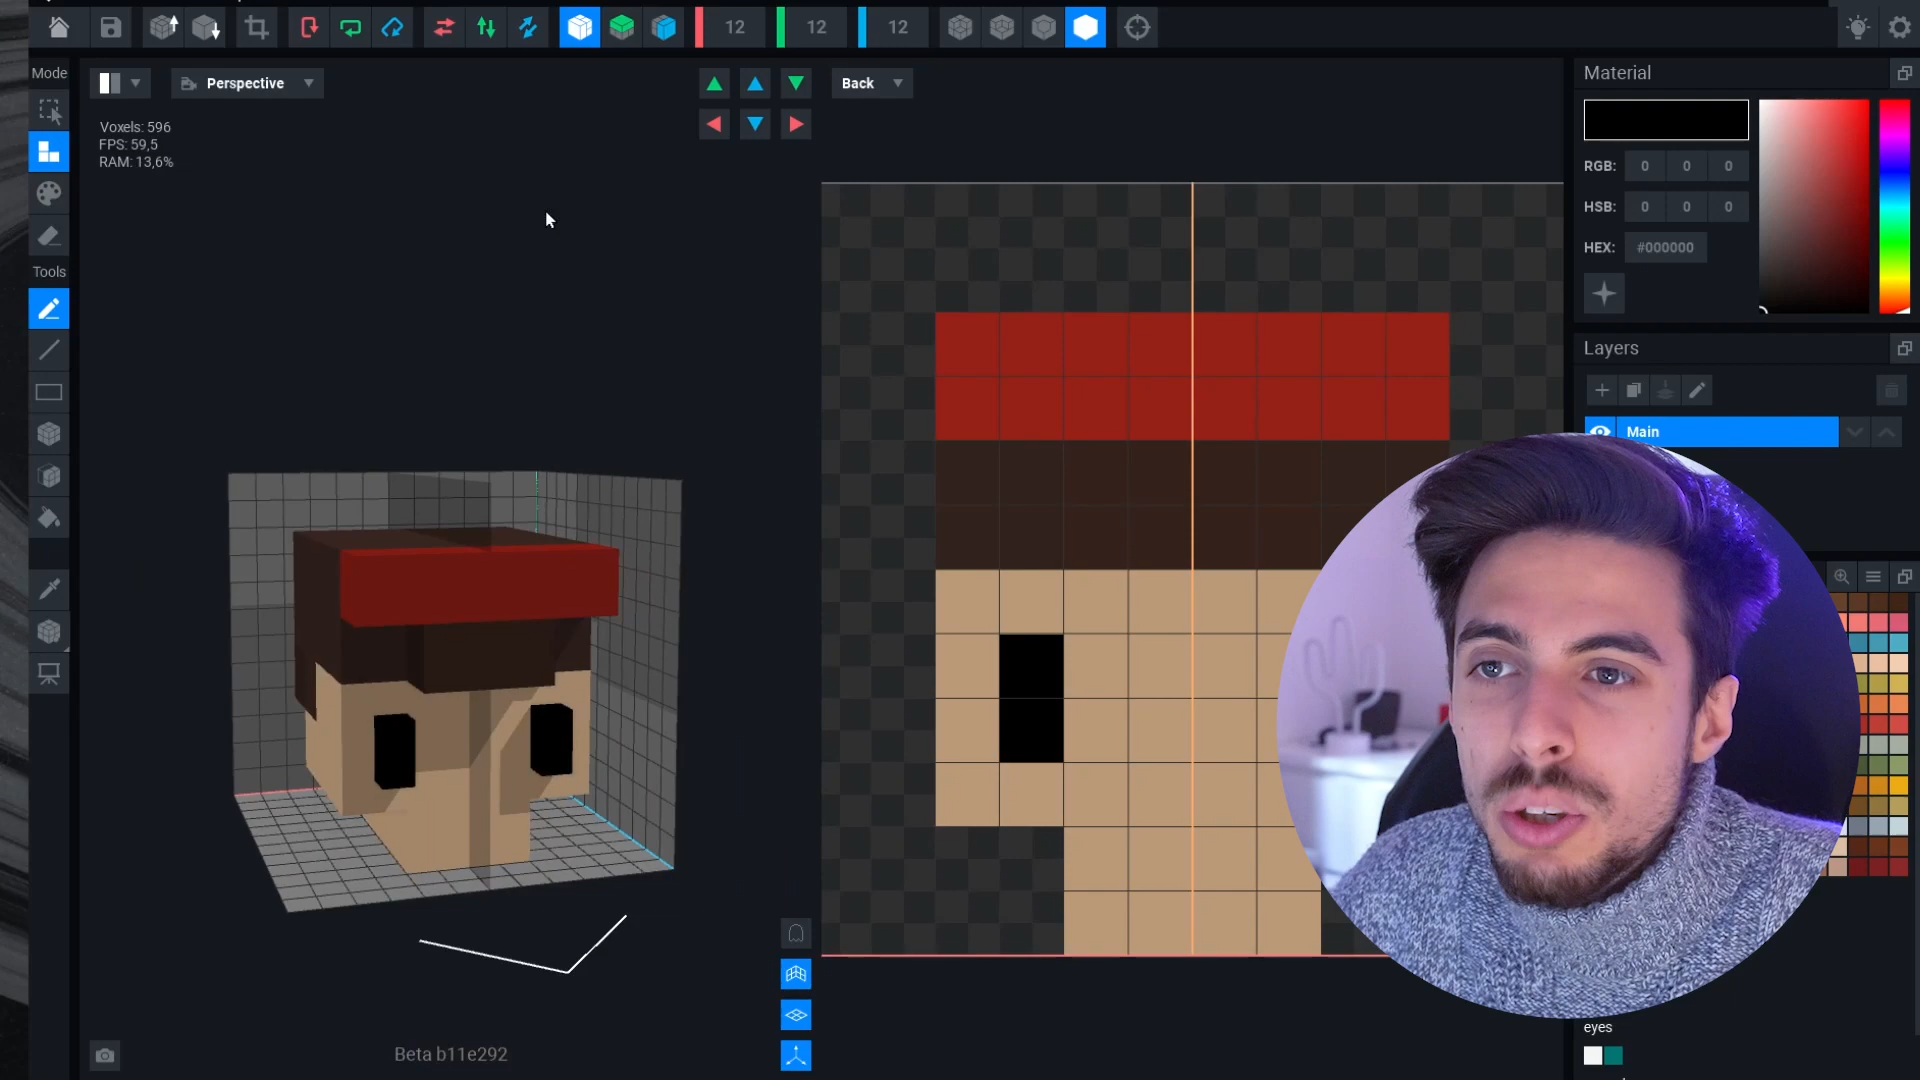 12
12
12
Mode
Perspective
Back
Material
Voxels: 596
FPS: 59,5
RAM: 13,6%
RGB: 0 0 0
HSB: 0 0 0
HEX: #000000
Tools
Layers
Main
eyes
Beta b11e292